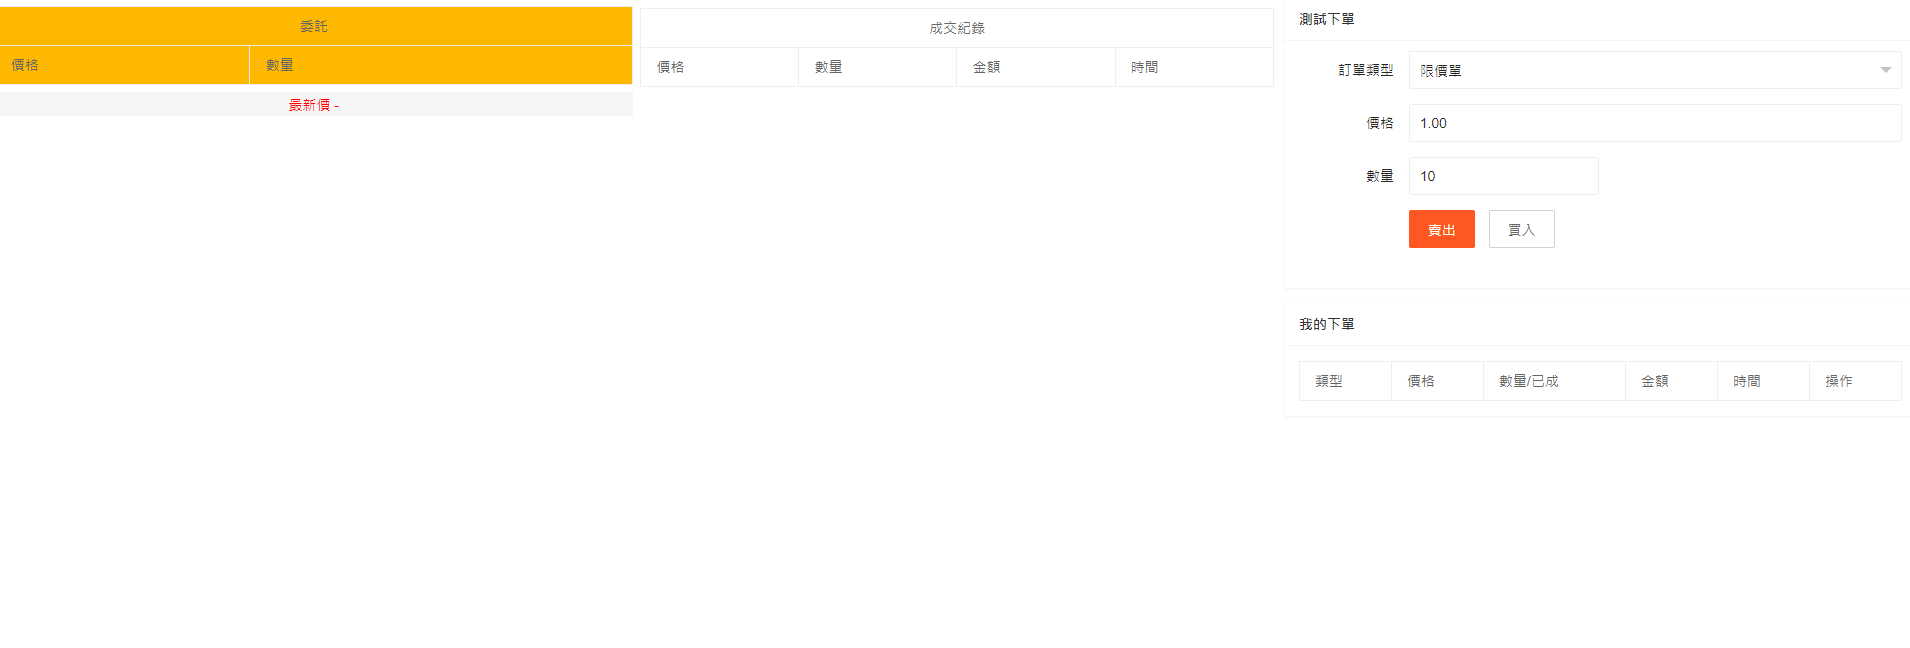 委託
價格 數量
最新價 -
成交紀錄
價格 數量 金額 時間
測試下單
訂單類型 限價單
價格 1.00
數量 10
賣出 買入
我的下單
類型 價格 數量/已成 金額 時間 操作